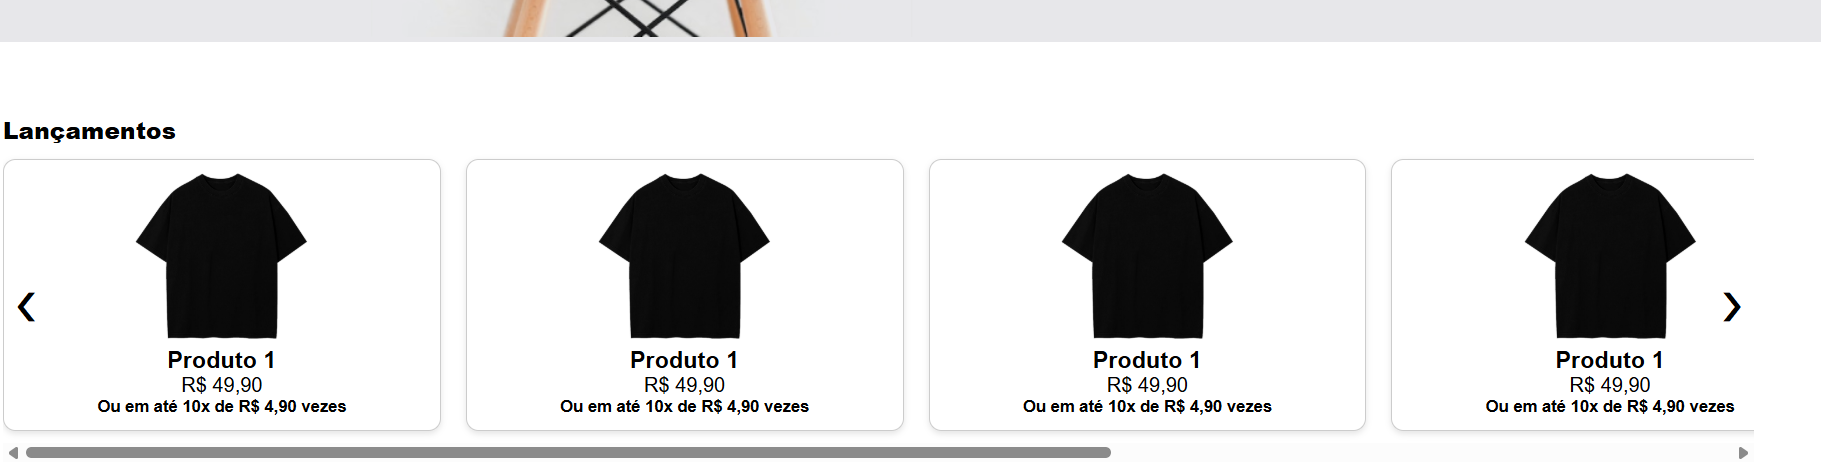 Lançamentos
❮
❯
Produto 1
R$ 49,90
Ou em até 10x de R$ 4,90 vezes
Produto 1
R$ 49,90
Ou em até 10x de R$ 4,90 vezes
Produto 1
R$ 49,90
Ou em até 10x de R$ 4,90 vezes
Produto 1
R$ 49,90
Ou em até 10x de R$ 4,90 vezes